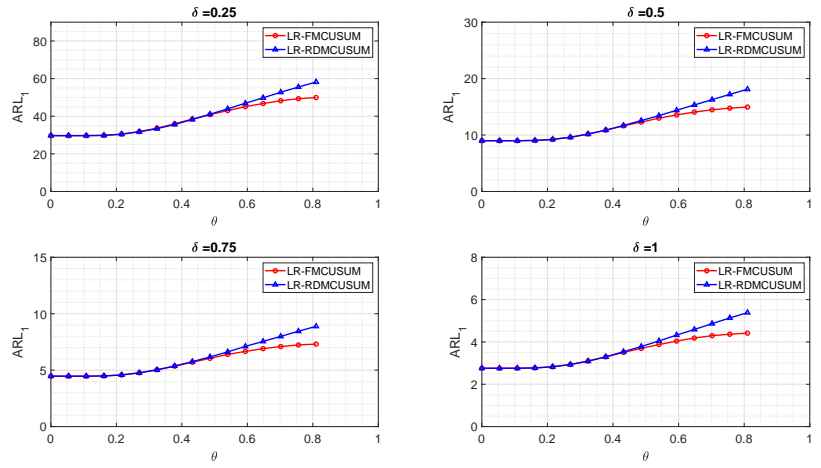 δ =0.25
80
60
40
20
0
ARL1
0
0.2
0.4
0.6
0.8
1
θ
LR-FMCUSUM
LR-RDMCUSUM
δ =0.5
30
20
10
0
ARL1
0
0.2
0.4
0.6
0.8
1
θ
LR-FMCUSUM
LR-RDMCUSUM
δ =0.75
15
10
5
0
ARL1
0
0.2
0.4
0.6
0.8
1
θ
LR-FMCUSUM
LR-RDMCUSUM
δ =1
8
6
4
2
0
ARL1
0
0.2
0.4
0.6
0.8
1
θ
LR-FMCUSUM
LR-RDMCUSUM